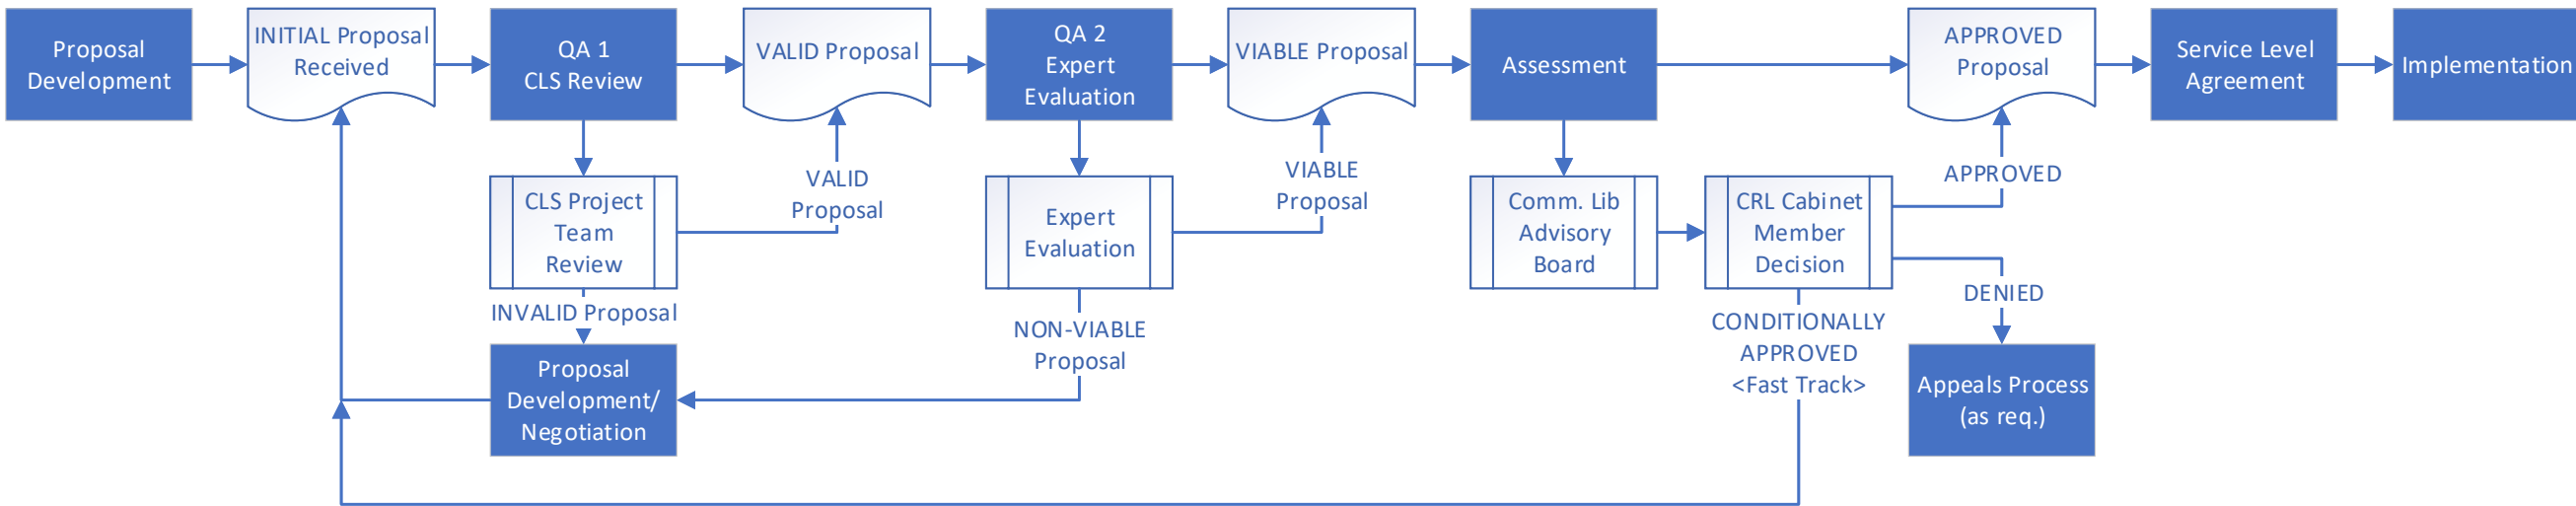 Proposal
Development
INITIAL Proposal
Received
QA 1
CLS Review
VALID Proposal
QA 2
Expert
Evaluation
VIABLE Proposal
Assessment
APPROVED
Proposal
Service Level
Agreement
Implementation
CLS Project
Team
Review
VALID
Proposal
Expert
Evaluation
VIABLE
Proposal
Comm. Lib
Advisory
Board
CRL Cabinet
Member
Decision
APPROVED
DENIED
INVALID Proposal
NON-VIABLE
Proposal
CONDITIONALLY
APPROVED
<Fast Track>
Proposal
Development/
Negotiation
Appeals Process
(as req.)